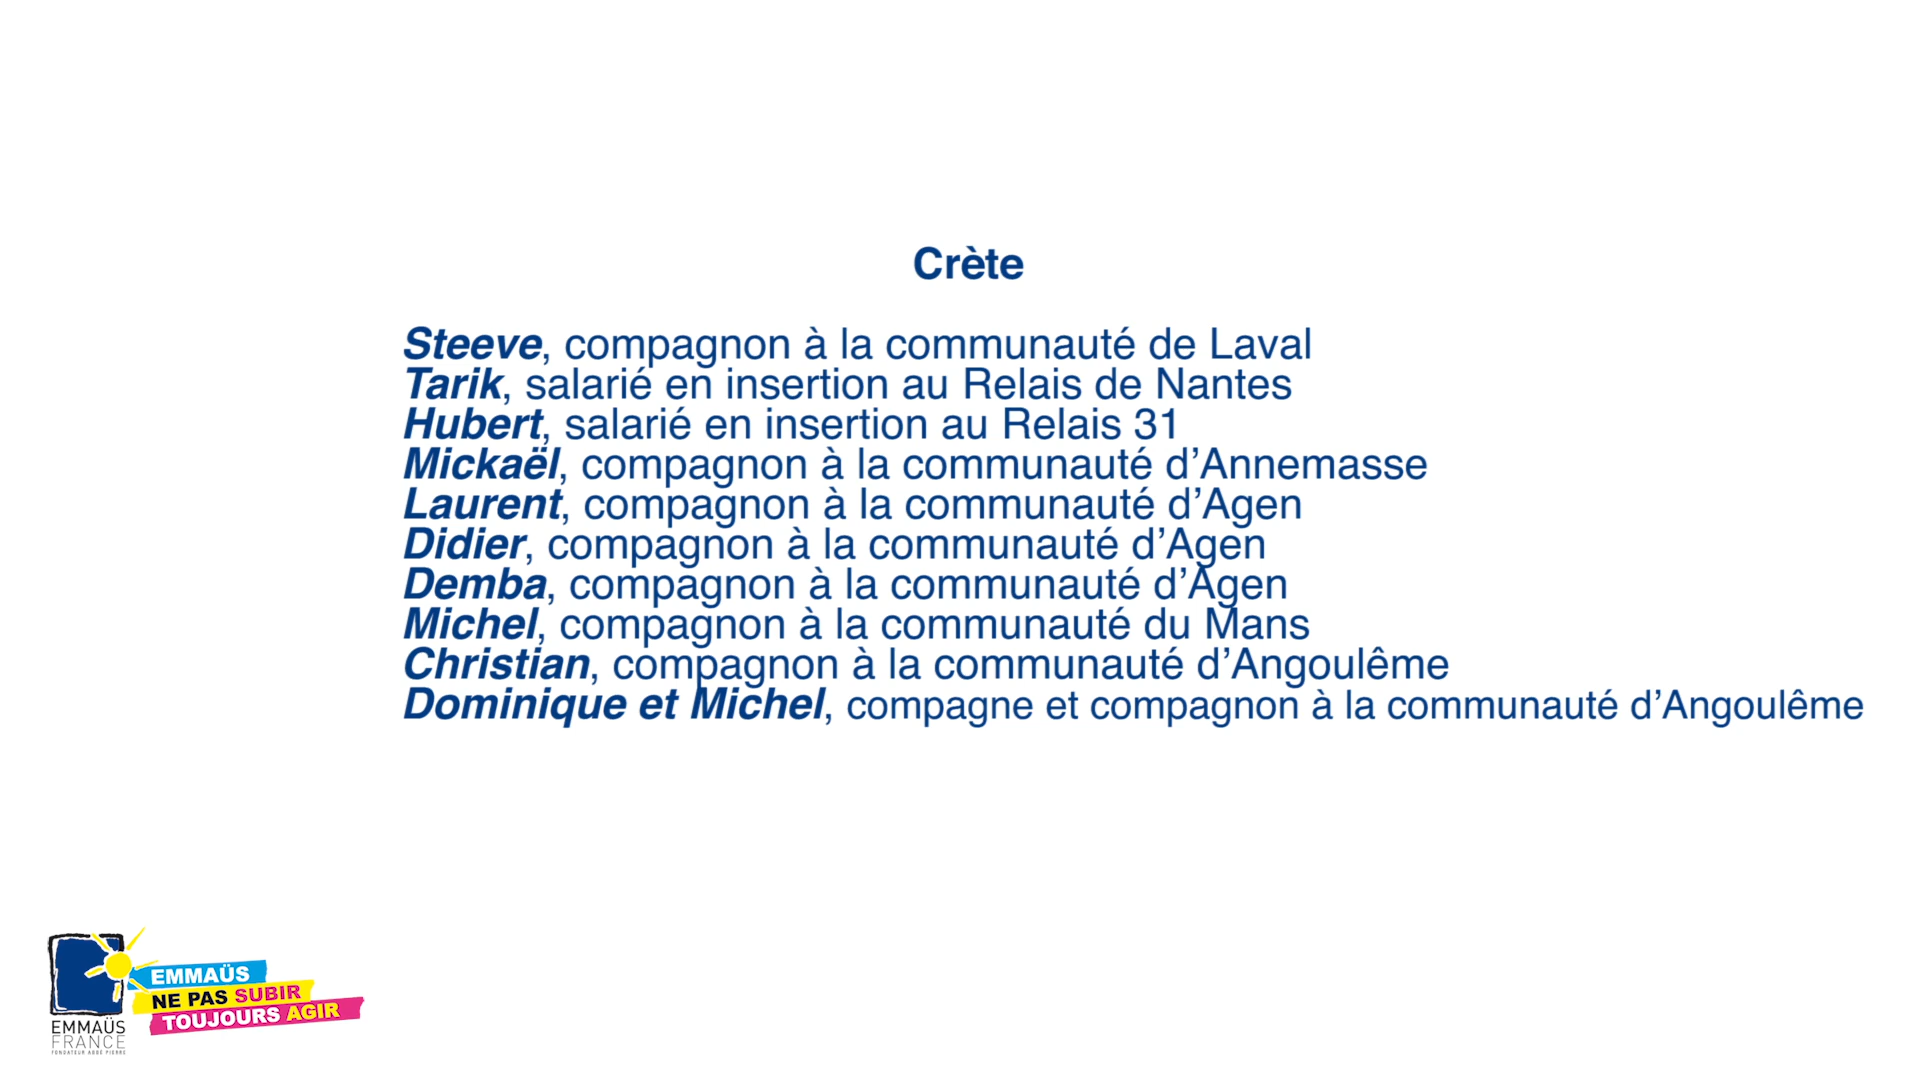 Crète
Steeve, compagnon à la communauté de Laval
Tarik, salarié en insertion au Relais de Nantes
Hubert, salarié en insertion au Relais 31
Mickaël, compagnon à la communauté d’Annemasse
Laurent, compagnon à la communauté d’Agen
Didier, compagnon à la communauté d’Agen
Demba, compagnon à la communauté d’Agen
Michel, compagnon à la communauté du Mans
Christian, compagnon à la communauté d’Angoulême
Dominique et Michel, compagne et compagnon à la communauté d’Angoulême
EMMAÜS
NE PAS SUBIR
TOUJOURS AGIR
EMMAÜS
FRANCE
FONDATEUR ABBÉ PIERRE